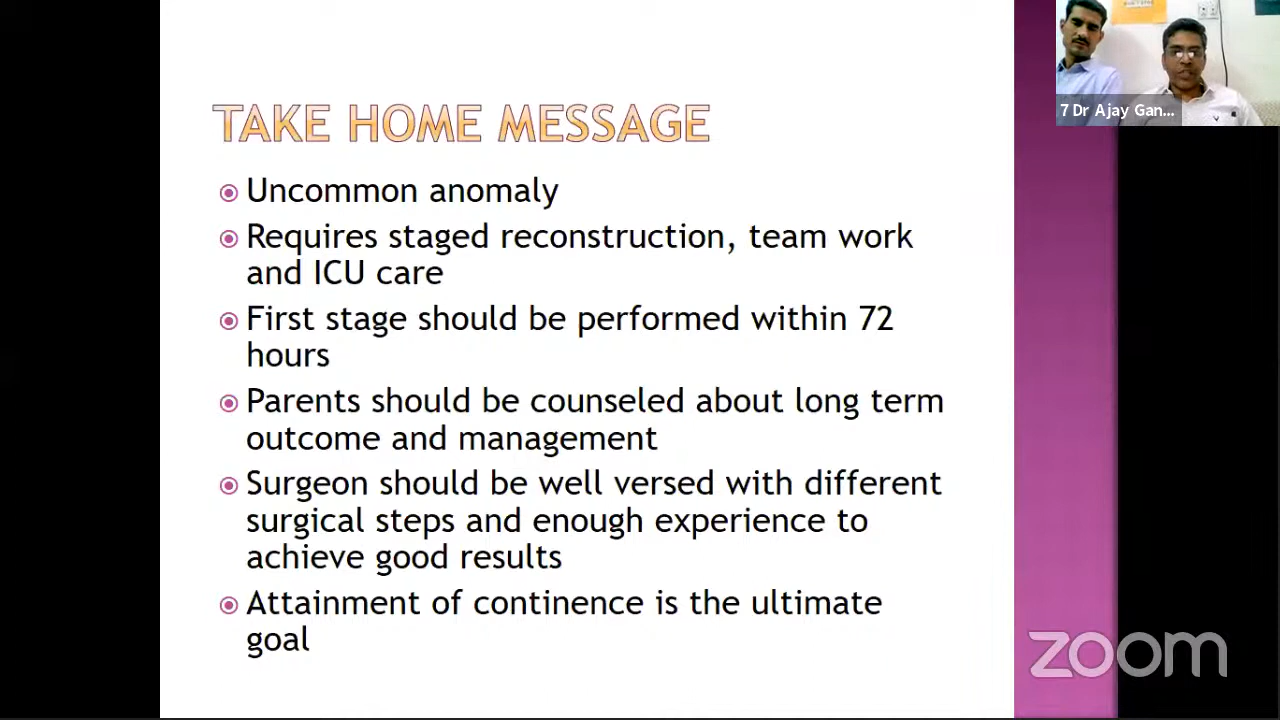 7 Dr Ajay Gan...
TAKE HOME MESSAGE
Uncommon anomaly
Requires staged reconstruction, team work
and ICU care
First stage should be performed within 72
hours
Parents should be counseled about long term
outcome and management
Surgeon should be well versed with different
surgical steps and enough experience to
achieve good results
Attainment of continence is the ultimate
goal
zoom